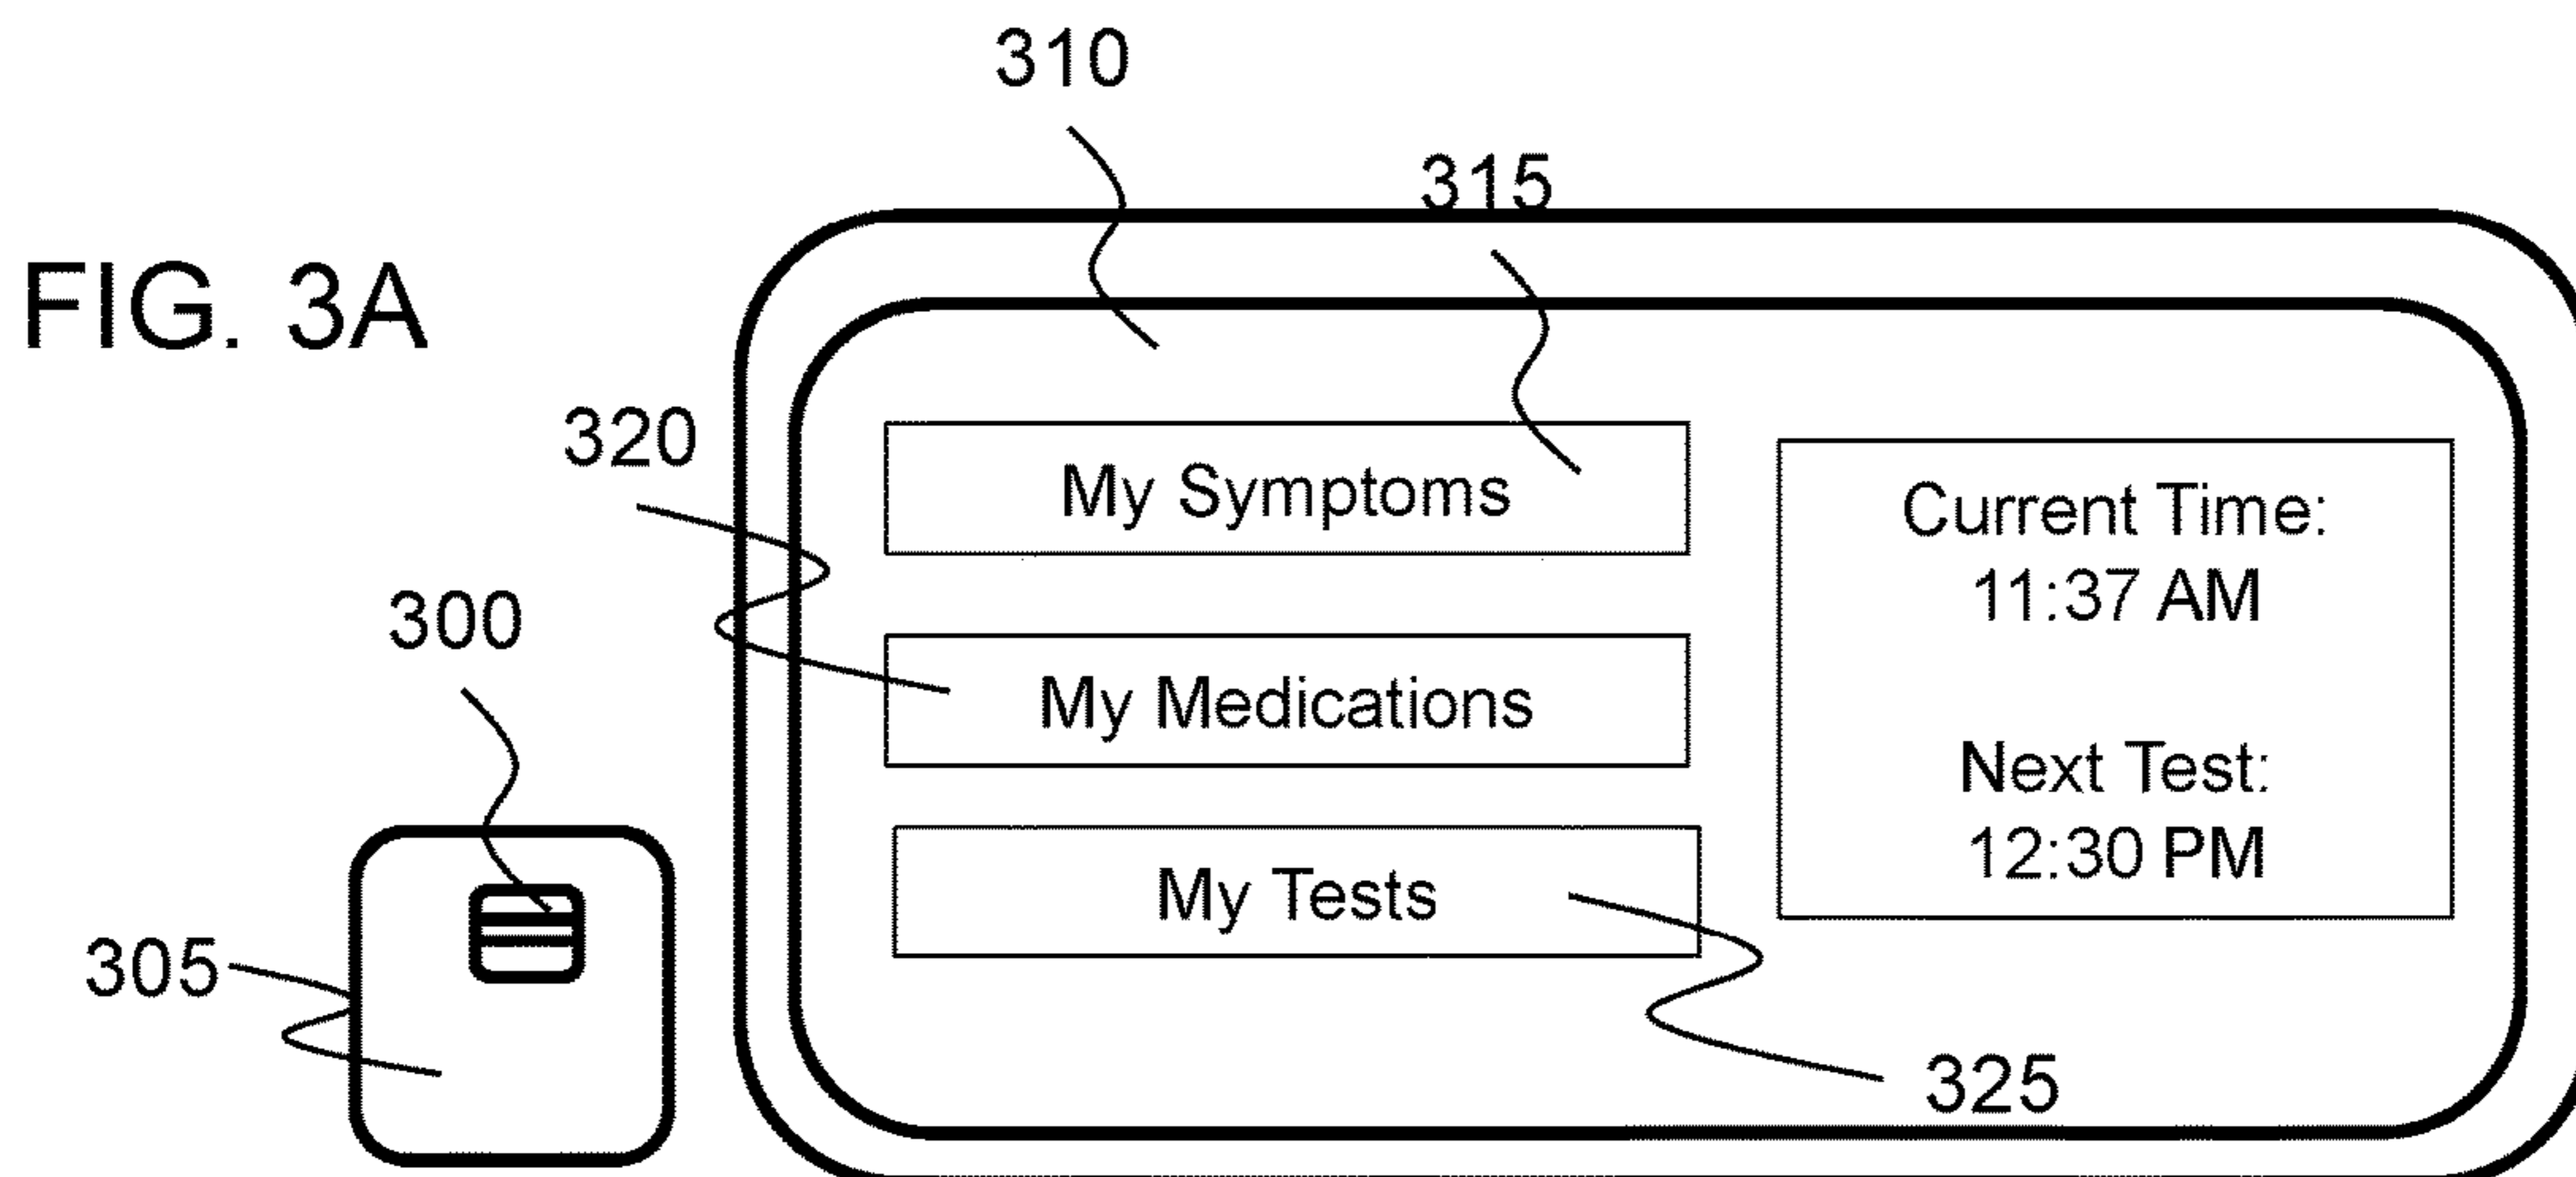 310
315
FIG. 3A
320
My Symptoms
Current Time:
11:37 AM
300
My Medications
Next Test:
12:30 PM
My Tests
305
325